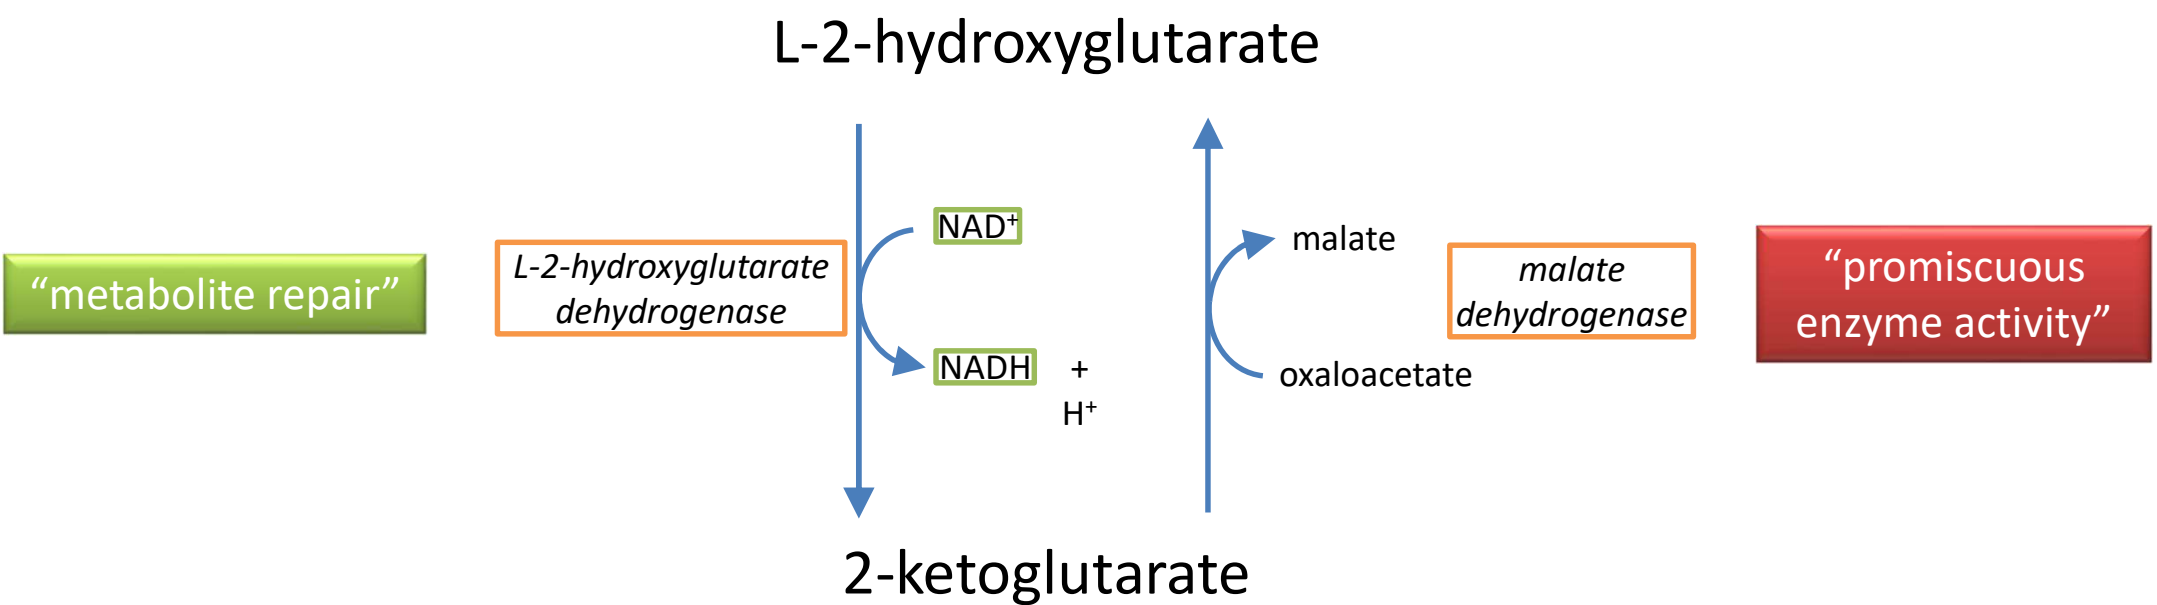 L-2-hydroxyglutarate
“metabolite repair”
L-2-hydroxyglutarate
dehydrogenase
NAD⁺
NADH +
H⁺
malate
oxaloacetate
malate
dehydrogenase
“promiscuous
enzyme activity”
2-ketoglutarate